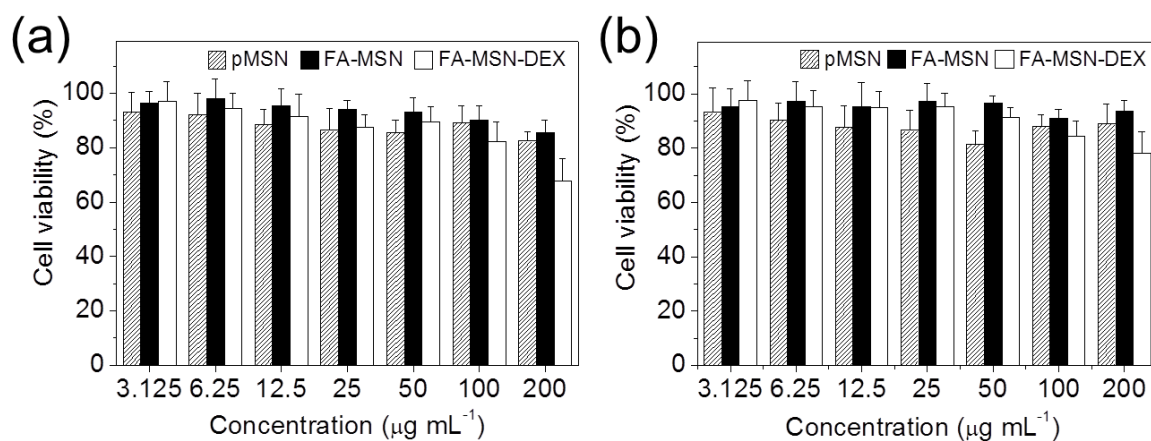 (a)
pMSN FA-MSN FA-MSN-DEX
Cell viability (%)
100
80
60
40
20
0
3.125 6.25 12.5 25 50 100 200
Concentration (μg mL⁻¹)
(b)
pMSN FA-MSN FA-MSN-DEX
Cell viability (%)
100
80
60
40
20
0
3.125 6.25 12.5 25 50 100 200
Concentration (μg mL⁻¹)